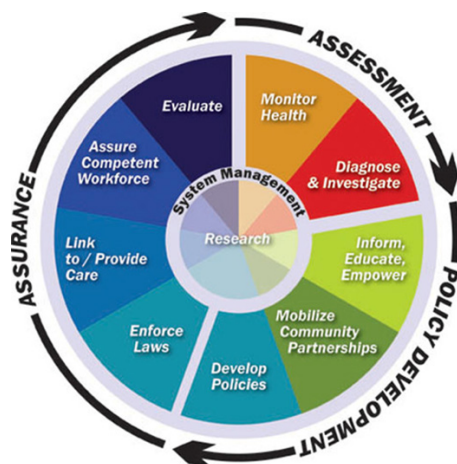 ASSESSMENT
Monitor
Health
Diagnose
& Investigate
POLICY DEVELOPMENT
Inform,
Educate,
Empower
Mobilize
Community
Partnerships
Develop
Policies
ASSURANCE
Enforce
Laws
Link
to / Provide
Care
Assure
Competent
Workforce
Evaluate
System Management
Research